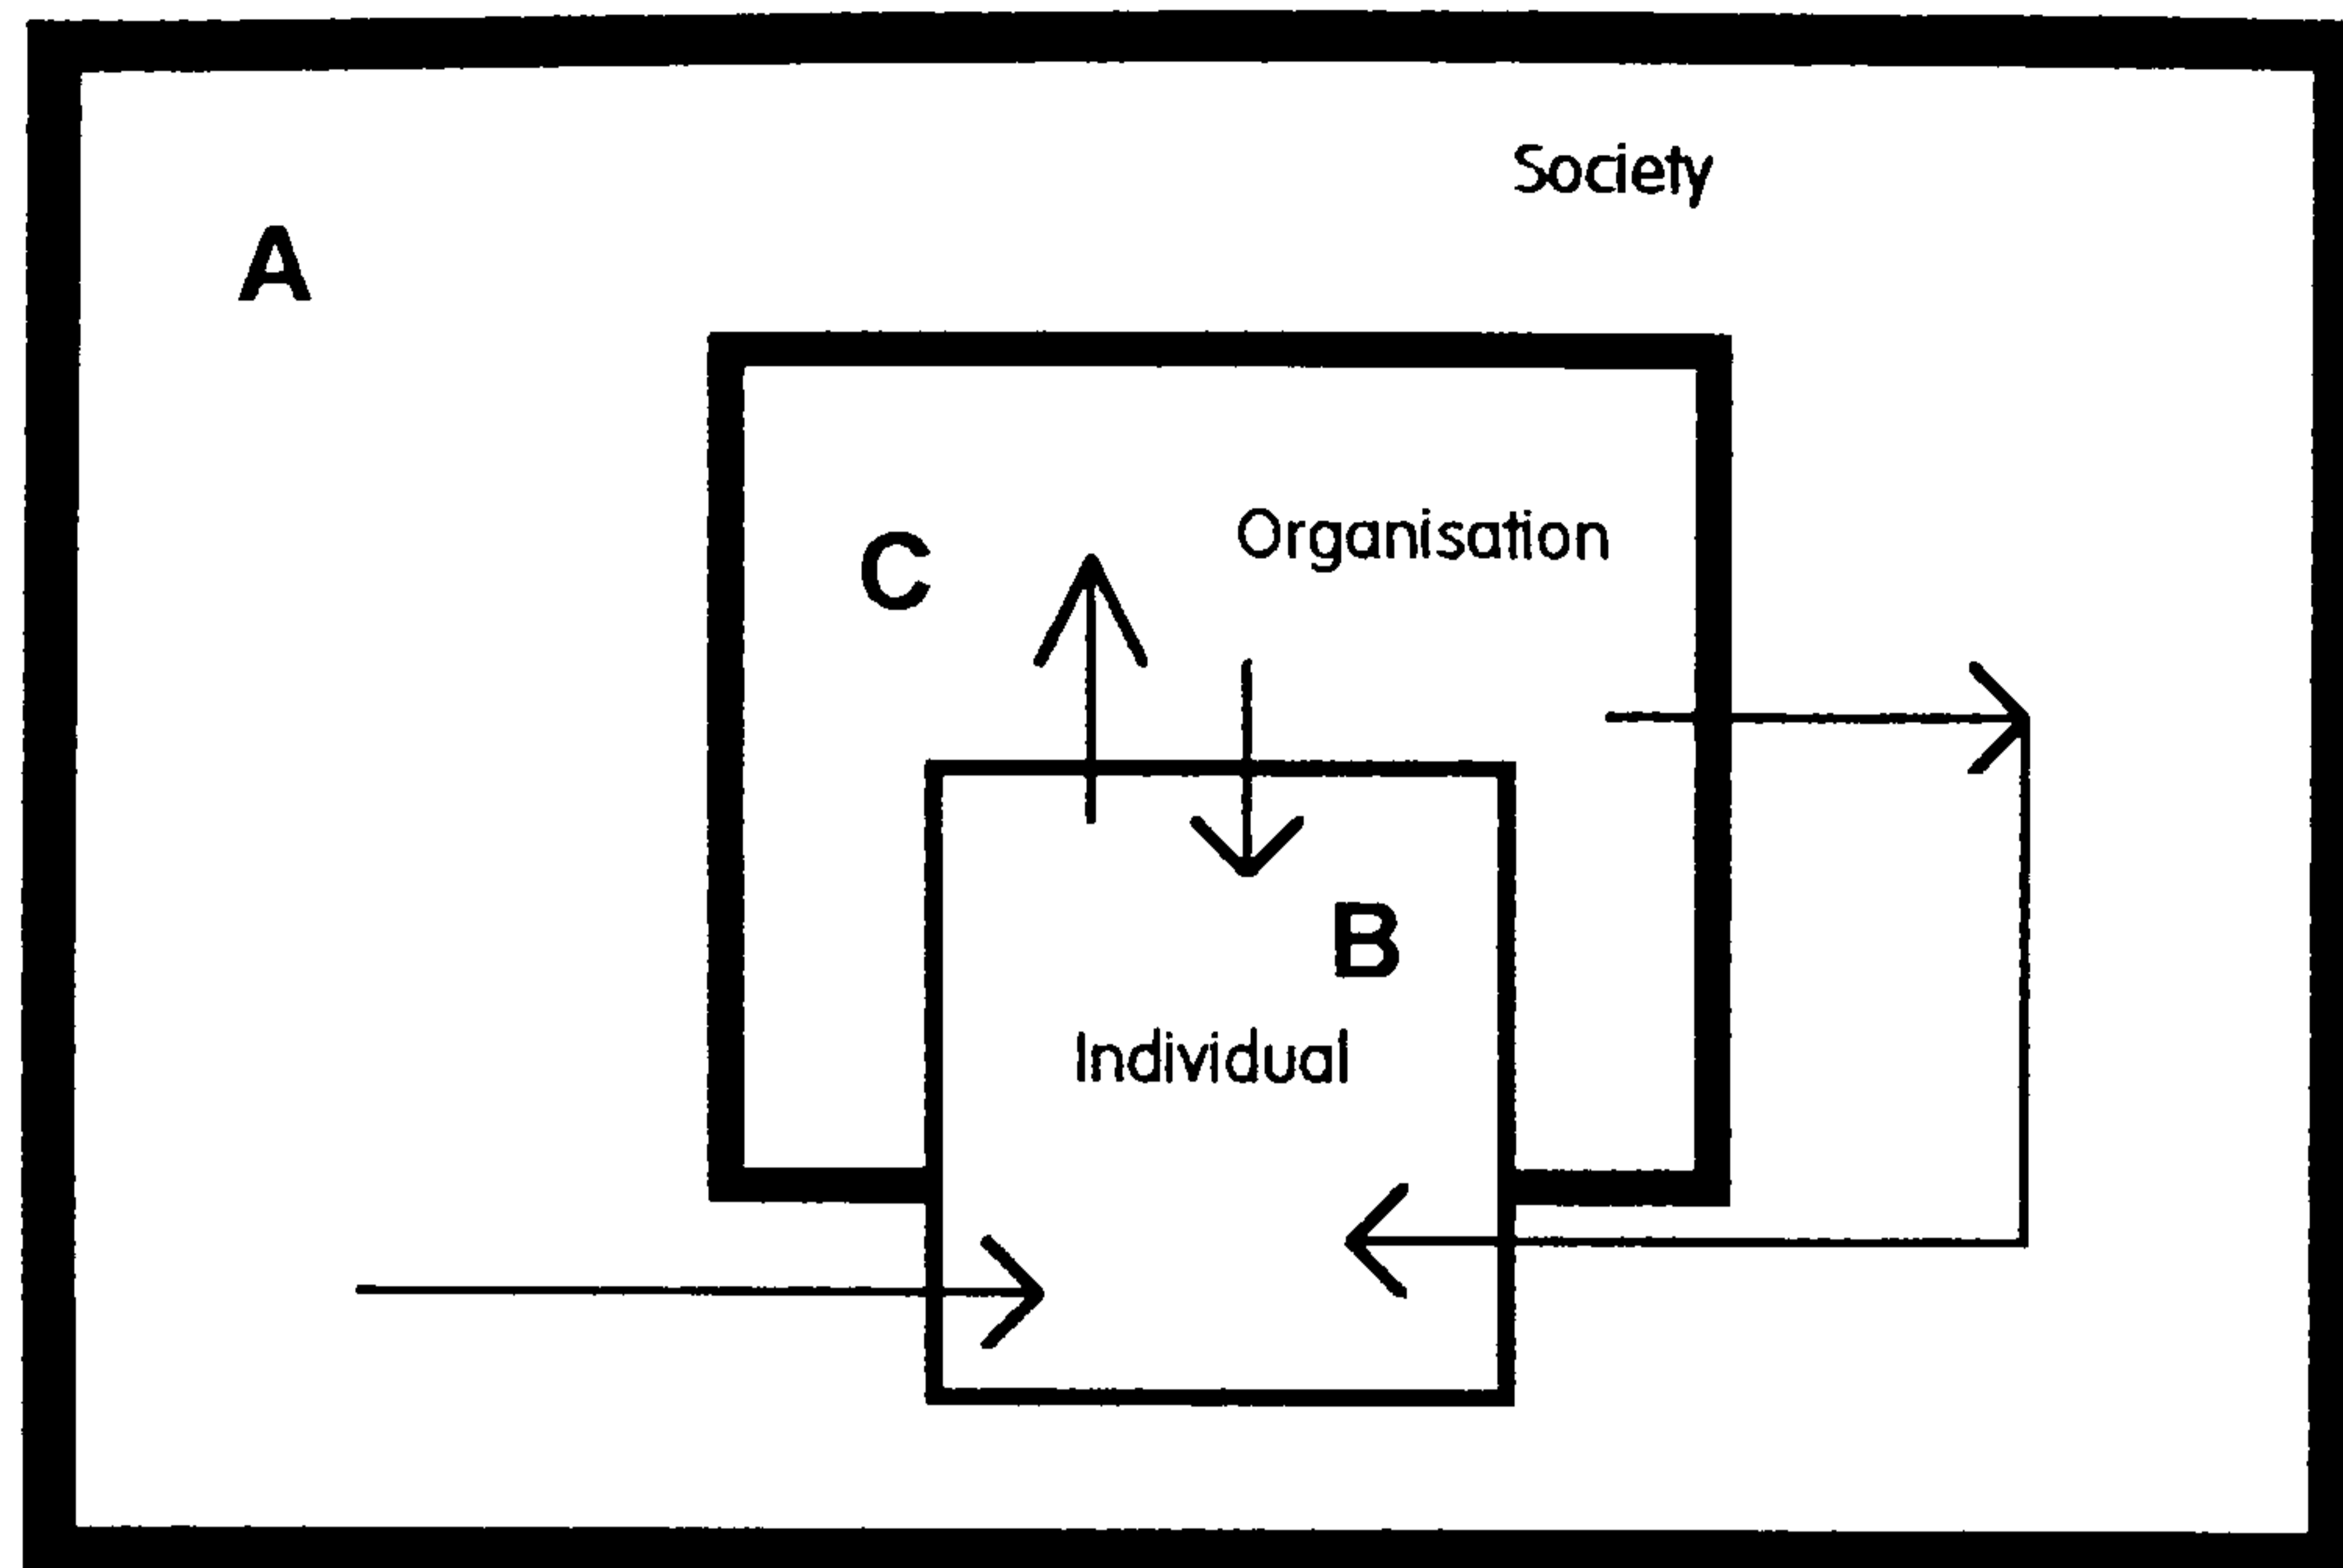 Society
A
Organisation
C
B
Individual